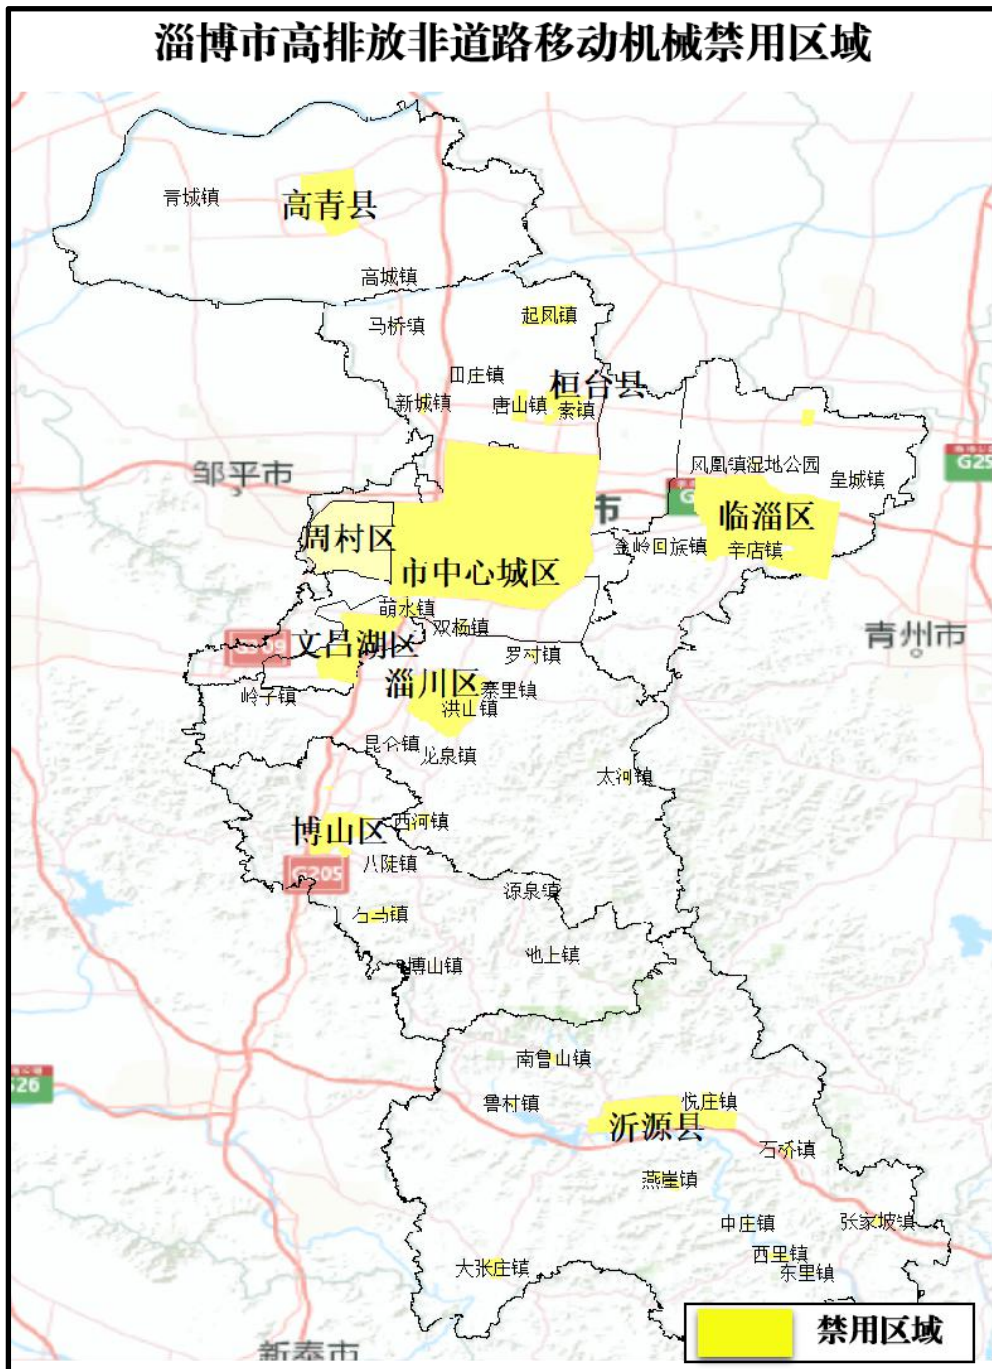 淄博市高排放非道路移动机械禁用区域
青城镇
高青县
高城镇
起凤镇
马桥镇
田庄镇
桓台县
新城镇
唐山镇
索镇
邹平市
凤凰镇湿地公园
皇城镇
G25
市
临淄区
周村区
金岭回族镇
辛店镇
市中心城区
萌水镇
双杨镇
青州市
文昌湖区
罗村镇
淄川区
寨里镇
岭子镇
洪山镇
昆仑镇
龙泉镇
太河镇
博山区
西河镇
八陡镇
G205
源泉镇
石马镇
博山镇
池上镇
南鲁山镇
鲁村镇
悦庄镇
沂源县
石桥镇
燕崖镇
中庄镇
张家坡镇
西里镇
东里镇
大张庄镇
禁用区域
新泰市